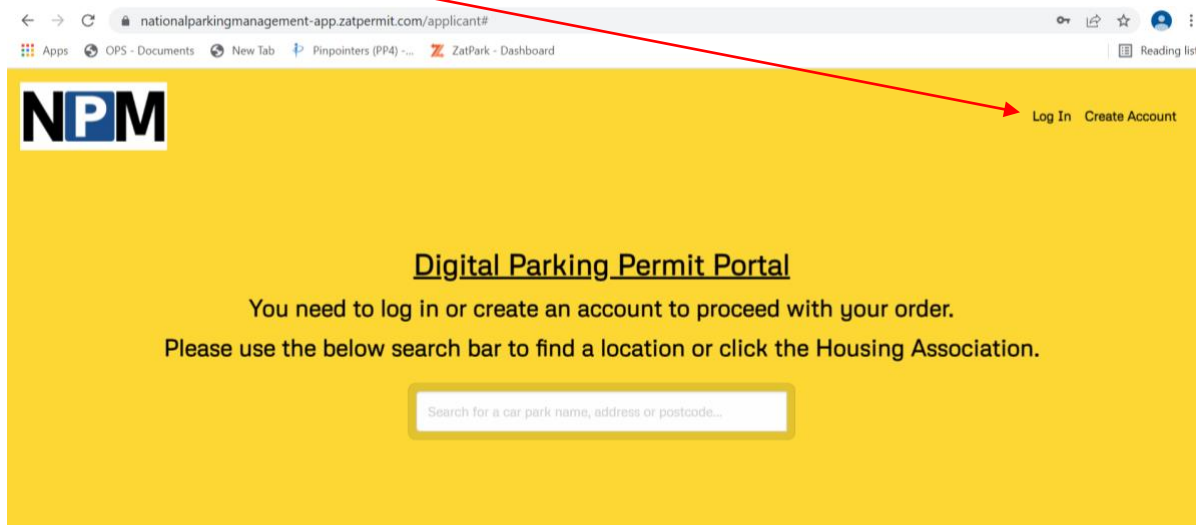 nationalparkingmanagement-app.zatpermit.com/applicant#
Apps OPS - Documents New Tab Pinpointers (PP4) -... ZatPark - Dashboard Reading list
NPM
Log In Create Account
Digital Parking Permit Portal
You need to log in or create an account to proceed with your order.
Please use the below search bar to find a location or click the Housing Association.
Search for a car park name, address or postcode...